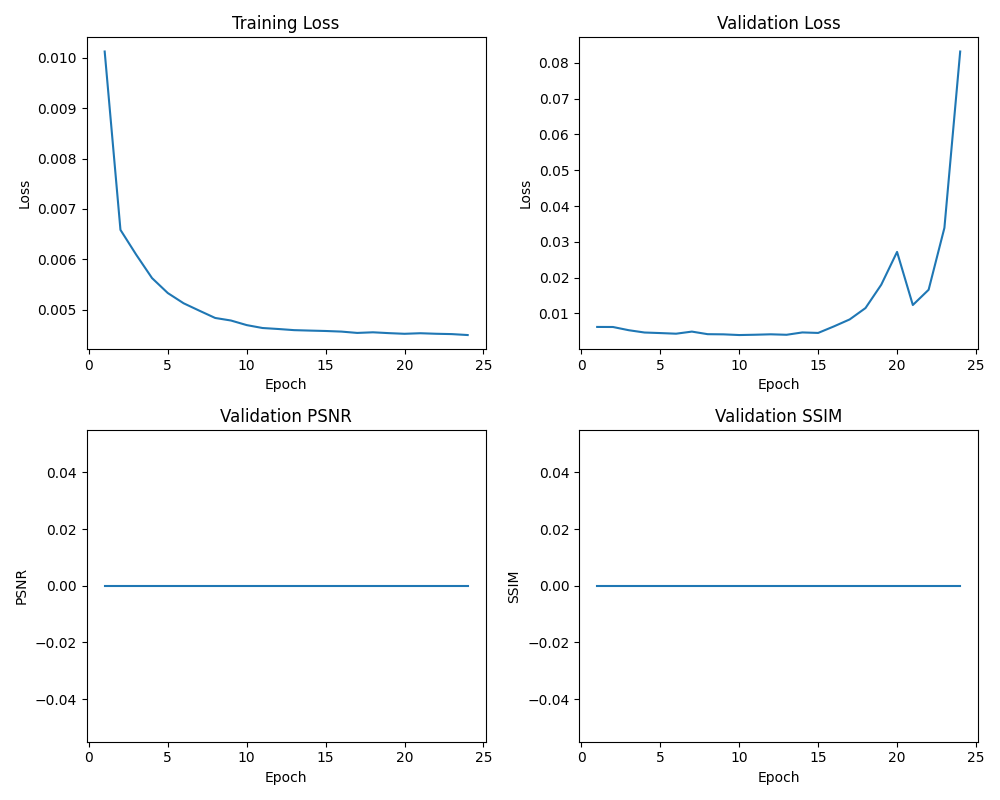 Training Loss
Validation Loss
0.010
0.009
0.008
0.007
0.006
0.005
Loss
0 5 10 15 20 25
Epoch
0.08
0.07
0.06
0.05
0.04
0.03
0.02
0.01
Loss
0 5 10 15 20 25
Epoch
Validation PSNR
Validation SSIM
0.04
0.02
0.00
−0.02
−0.04
PSNR
0 5 10 15 20 25
Epoch
0.04
0.02
0.00
−0.02
−0.04
SSIM
0 5 10 15 20 25
Epoch